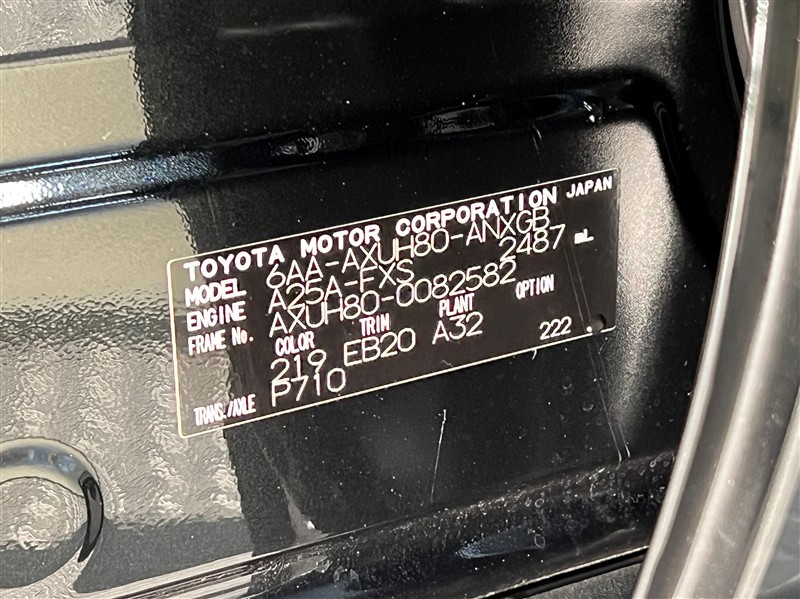 TOYOTA MOTOR CORPORATION JAPAN
MODEL 6AA-AXUH80-ANXGB
ENGINE A25A-FXS 2487 mL
FRAME No. AXUH80-0082582
COLOR TRIM PLANT OPTION
219 EB20 A32
TRANS./AXLE P710 222